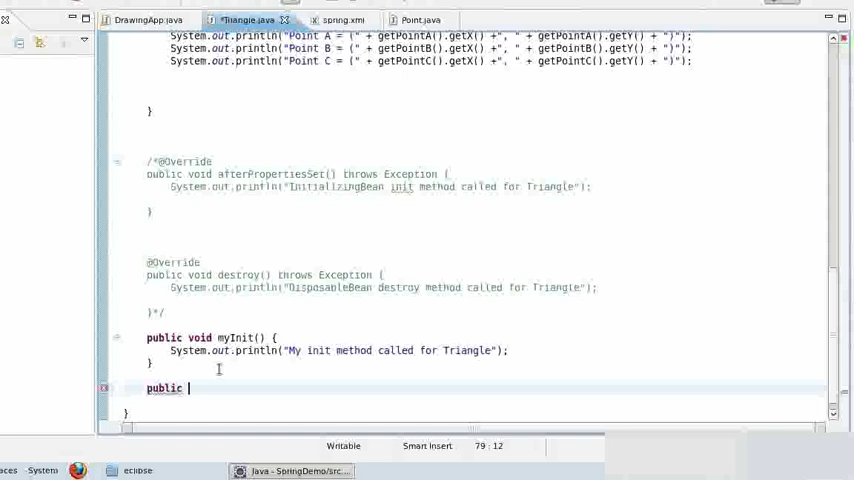 DrawingApp.java
*Triangle.java
spring.xml
Point.java
System.out.println("Point A = (" + getPointA().getX() +", " + getPointA().getY() + ")");
System.out.println("Point B = (" + getPointB().getX() +", " + getPointB().getY() + ")");
System.out.println("Point C = (" + getPointC().getX() +", " + getPointC().getY() + ")");
}
/*@Override
public void afterPropertiesSet() throws Exception {
System.out.println("InitializingBean init method called for Triangle");
}
@Override
public void destroy() throws Exception {
System.out.println("DisposableBean destroy method called for Triangle");
}*/
public void myInit() {
System.out.println("My init method called for Triangle");
}
public
}
Writable
Smart Insert
79 : 12
aces
System
eclipse
Java - SpringDemo/src...